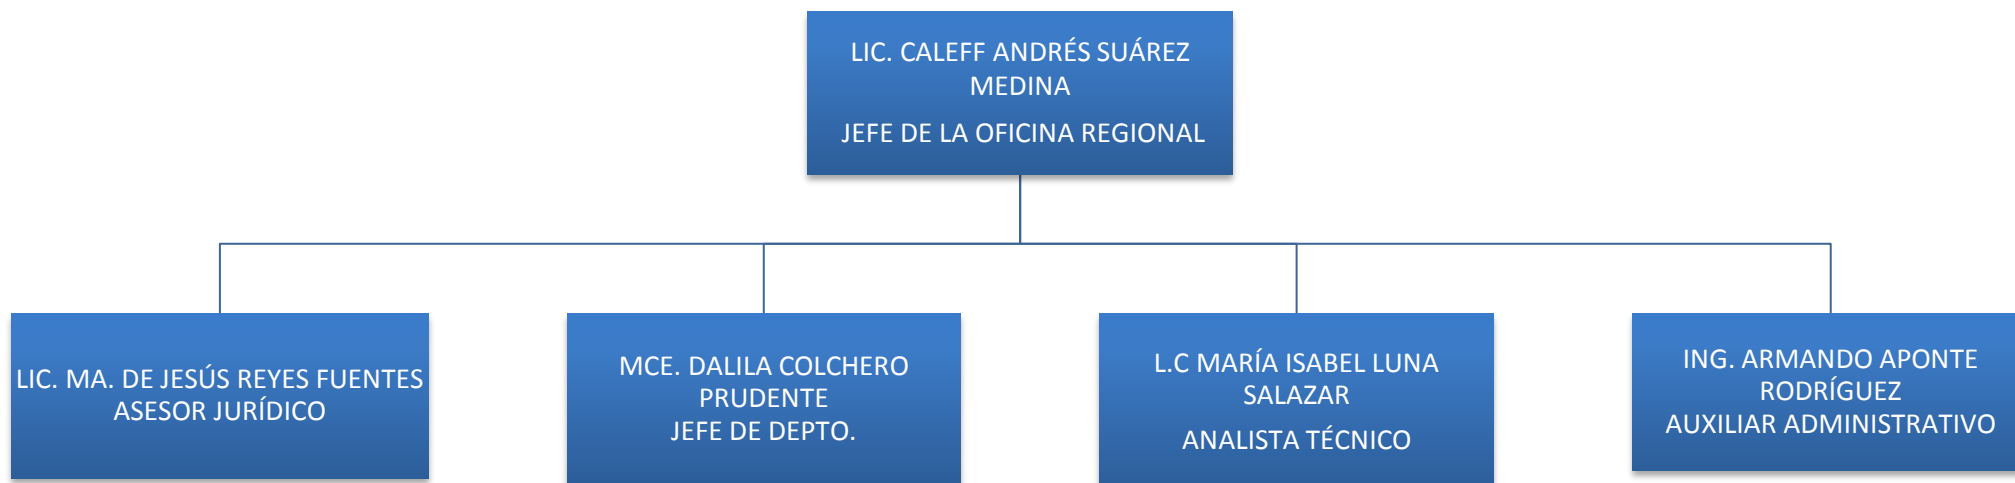 LIC. CALEFF ANDRÉS SUÁREZ
MEDINA
JEFE DE LA OFICINA REGIONAL
LIC. MA. DE JESÚS REYES FUENTES
ASESOR JURÍDICO
MCE. DALILA COLCHERO
PRUDENTE
JEFE DE DEPTO.
L.C MARÍA ISABEL LUNA
SALAZAR
ANALISTA TÉCNICO
ING. ARMANDO APONTE
RODRÍGUEZ
AUXILIAR ADMINISTRATIVO